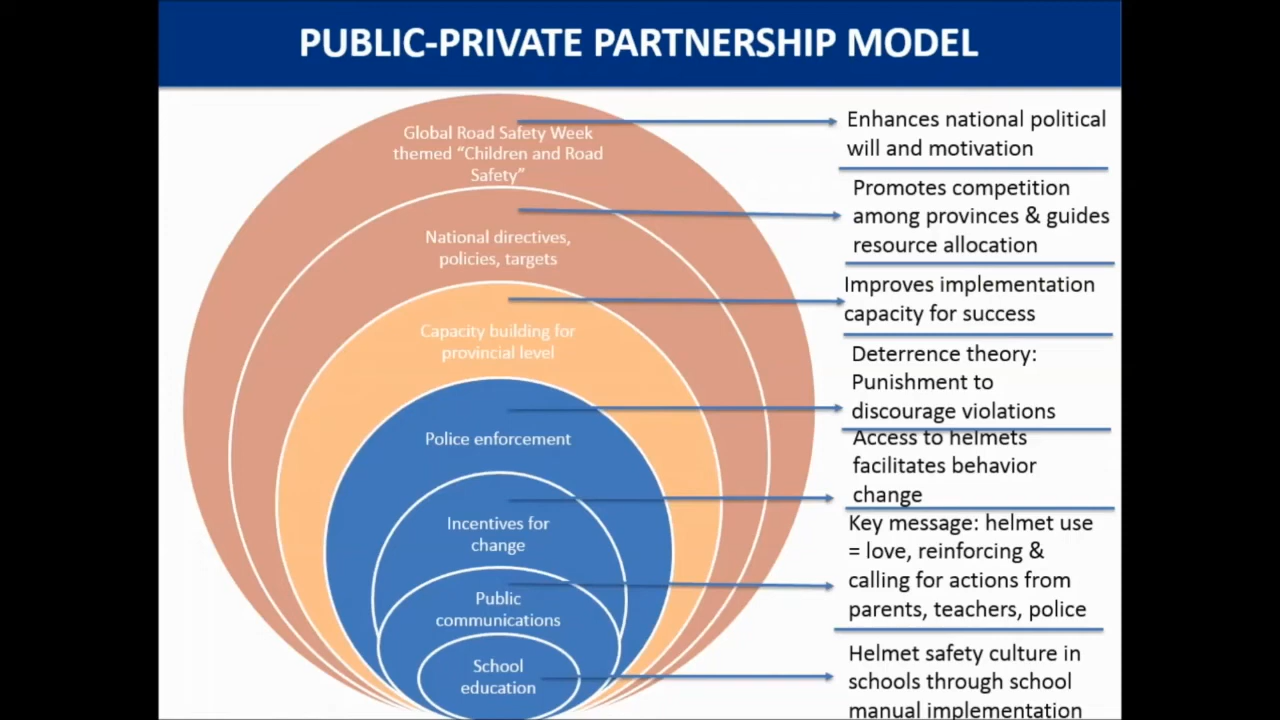 PUBLIC-PRIVATE PARTNERSHIP MODEL
Global Road Safety Week
themed “Children and Road
Safety”
Enhances national political
will and motivation
National directives,
policies, targets
Promotes competition
among provinces & guides
resource allocation
Capacity building for
provincial level
Improves implementation
capacity for success
Police enforcement
Deterrence theory:
Punishment to
discourage violations
Incentives for
change
Access to helmets
facilitates behavior
change
Public
communications
Key message: helmet use
= love, reinforcing &
calling for actions from
parents, teachers, police
School
education
Helmet safety culture in
schools through school
manual implementation